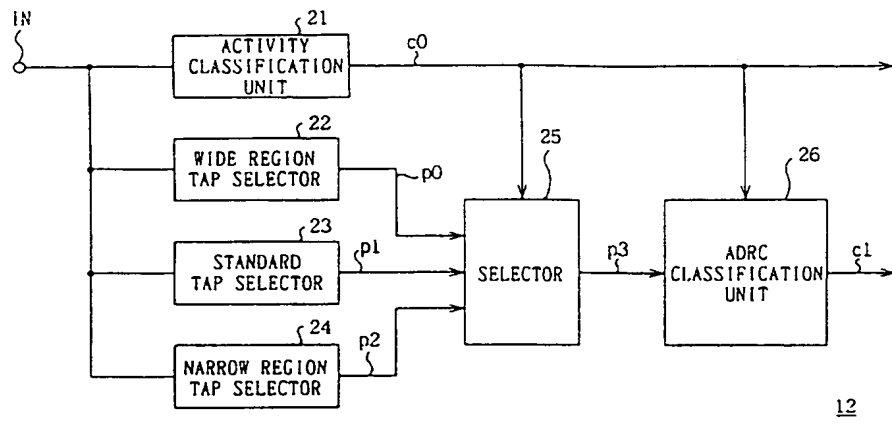 IN
21
ACTIVITY
CLASSIFICATION
UNIT
c0
22
WIDE REGION
TAP SELECTOR
p0
25
26
23
STANDARD
TAP SELECTOR
p1
SELECTOR
p3
ADRC
CLASSIFICATION
UNIT
c1
24
NARROW REGION
TAP SELECTOR
p2
12